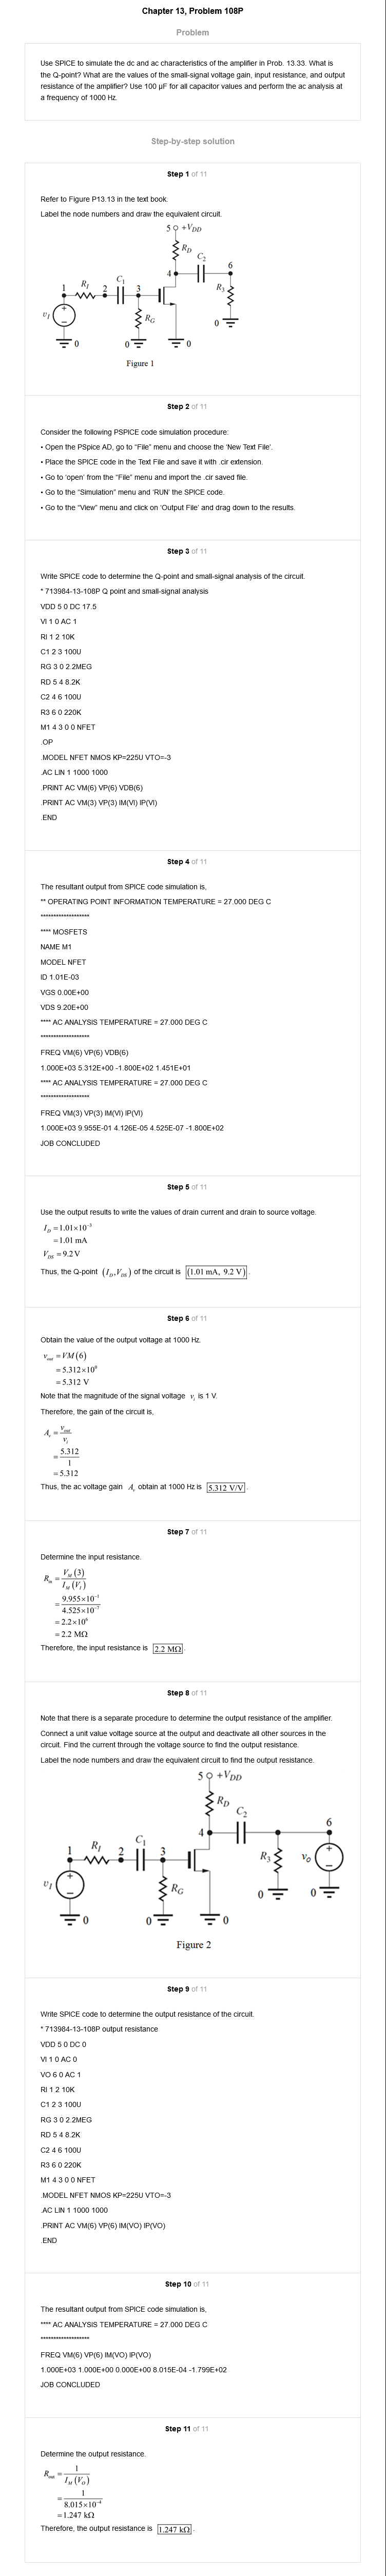 Chapter 13, Problem 108P
Problem
Use SPICE to simulate the dc and ac characteristics of the amplifier in Prob. 13.33. What is
the Q-point? What are the values of the small-signal voltage gain, input resistance, and output
resistance of the amplifier? Use 100 µF for all capacitor values and perform the ac analysis at
a frequency of 1000 Hz.
Step-by-step solution
Step 1 of 11
Refer to Figure P13.13 in the text book.
Label the node numbers and draw the equivalent circuit.
5 +V_DD
R_D
C_2
4
6
1
R_I
2
C_1
3
R_3
v_I
+
−
R_G
0
0
0
0
Figure 1
Step 2 of 11
Consider the following PSPICE code simulation procedure:
• Open the PSpice AD, go to “File” menu and choose the ‘New Text File’.
• Place the SPICE code in the Text File and save it with .cir extension.
• Go to ‘open’ from the “File” menu and import the .cir saved file.
• Go to the “Simulation” menu and ‘RUN’ the SPICE code.
• Go to the “View” menu and click on ‘Output File’ and drag down to the results.
Step 3 of 11
Write SPICE code to determine the Q-point and small-signal analysis of the circuit.
* 713984-13-108P Q point and small-signal analysis
VDD 5 0 DC 17.5
VI 1 0 AC 1
RI 1 2 10K
C1 2 3 100U
RG 3 0 2.2MEG
RD 5 4 8.2K
C2 4 6 100U
R3 6 0 220K
M1 4 3 0 0 NFET
.OP
.MODEL NFET NMOS KP=225U VTO=-3
.AC LIN 1 1000 1000
.PRINT AC VM(6) VP(6) VDB(6)
.PRINT AC VM(3) VP(3) IM(VI) IP(VI)
.END
Step 4 of 11
The resultant output from SPICE code simulation is,
** OPERATING POINT INFORMATION TEMPERATURE = 27.000 DEG C
*******************
**** MOSFETS
NAME M1
MODEL NFET
ID 1.01E-03
VGS 0.00E+00
VDS 9.20E+00
**** AC ANALYSIS TEMPERATURE = 27.000 DEG C
*******************
FREQ VM(6) VP(6) VDB(6)
1.000E+03 5.312E+00 -1.800E+02 1.451E+01
**** AC ANALYSIS TEMPERATURE = 27.000 DEG C
*******************
FREQ VM(3) VP(3) IM(VI) IP(VI)
1.000E+03 9.955E-01 4.126E-05 4.525E-07 -1.800E+02
JOB CONCLUDED
Step 5 of 11
Use the output results to write the values of drain current and drain to source voltage.
I_D = 1.01×10^-3
= 1.01 mA
V_DS = 9.2 V
Thus, the Q-point (I_D, V_DS) of the circuit is (1.01 mA, 9.2 V).
Step 6 of 11
Obtain the value of the output voltage at 1000 Hz.
v_out = VM(6)
= 5.312×10^0
= 5.312 V
Note that the magnitude of the signal voltage v_i is 1 V.
Therefore, the gain of the circuit is,
A_v = v_out / v_i
= 5.312 / 1
= 5.312
Thus, the ac voltage gain A_v obtain at 1000 Hz is 5.312 V/V.
Step 7 of 11
Determine the input resistance.
R_in = V_M(3) / I_M(V_I)
= 9.955×10^-1 / 4.525×10^-7
= 2.2×10^6
= 2.2 MΩ
Therefore, the input resistance is 2.2 MΩ.
Step 8 of 11
Note that there is a separate procedure to determine the output resistance of the amplifier.
Connect a unit value voltage source at the output and deactivate all other sources in the
circuit. Find the current through the voltage source to find the output resistance.
Label the node numbers and draw the equivalent circuit to find the output resistance.
5 +V_DD
R_D
C_2
4
6
1
R_I
2
C_1
3
R_3
v_o
+
−
v_I
+
−
R_G
0
0
0
0
0
Figure 2
Step 9 of 11
Write SPICE code to determine the output resistance of the circuit.
* 713984-13-108P output resistance
VDD 5 0 DC 0
VI 1 0 AC 0
VO 6 0 AC 1
RI 1 2 10K
C1 2 3 100U
RG 3 0 2.2MEG
RD 5 4 8.2K
C2 4 6 100U
R3 6 0 220K
M1 4 3 0 0 NFET
.MODEL NFET NMOS KP=225U VTO=-3
.AC LIN 1 1000 1000
.PRINT AC VM(6) VP(6) IM(VO) IP(VO)
.END
Step 10 of 11
The resultant output from SPICE code simulation is,
**** AC ANALYSIS TEMPERATURE = 27.000 DEG C
*******************
FREQ VM(6) VP(6) IM(VO) IP(VO)
1.000E+03 1.000E+00 0.000E+00 8.015E-04 -1.799E+02
JOB CONCLUDED
Step 11 of 11
Determine the output resistance.
R_out = 1 / I_M(V_O)
= 1 / 8.015×10^-4
= 1.247 kΩ
Therefore, the output resistance is 1.247 kΩ.